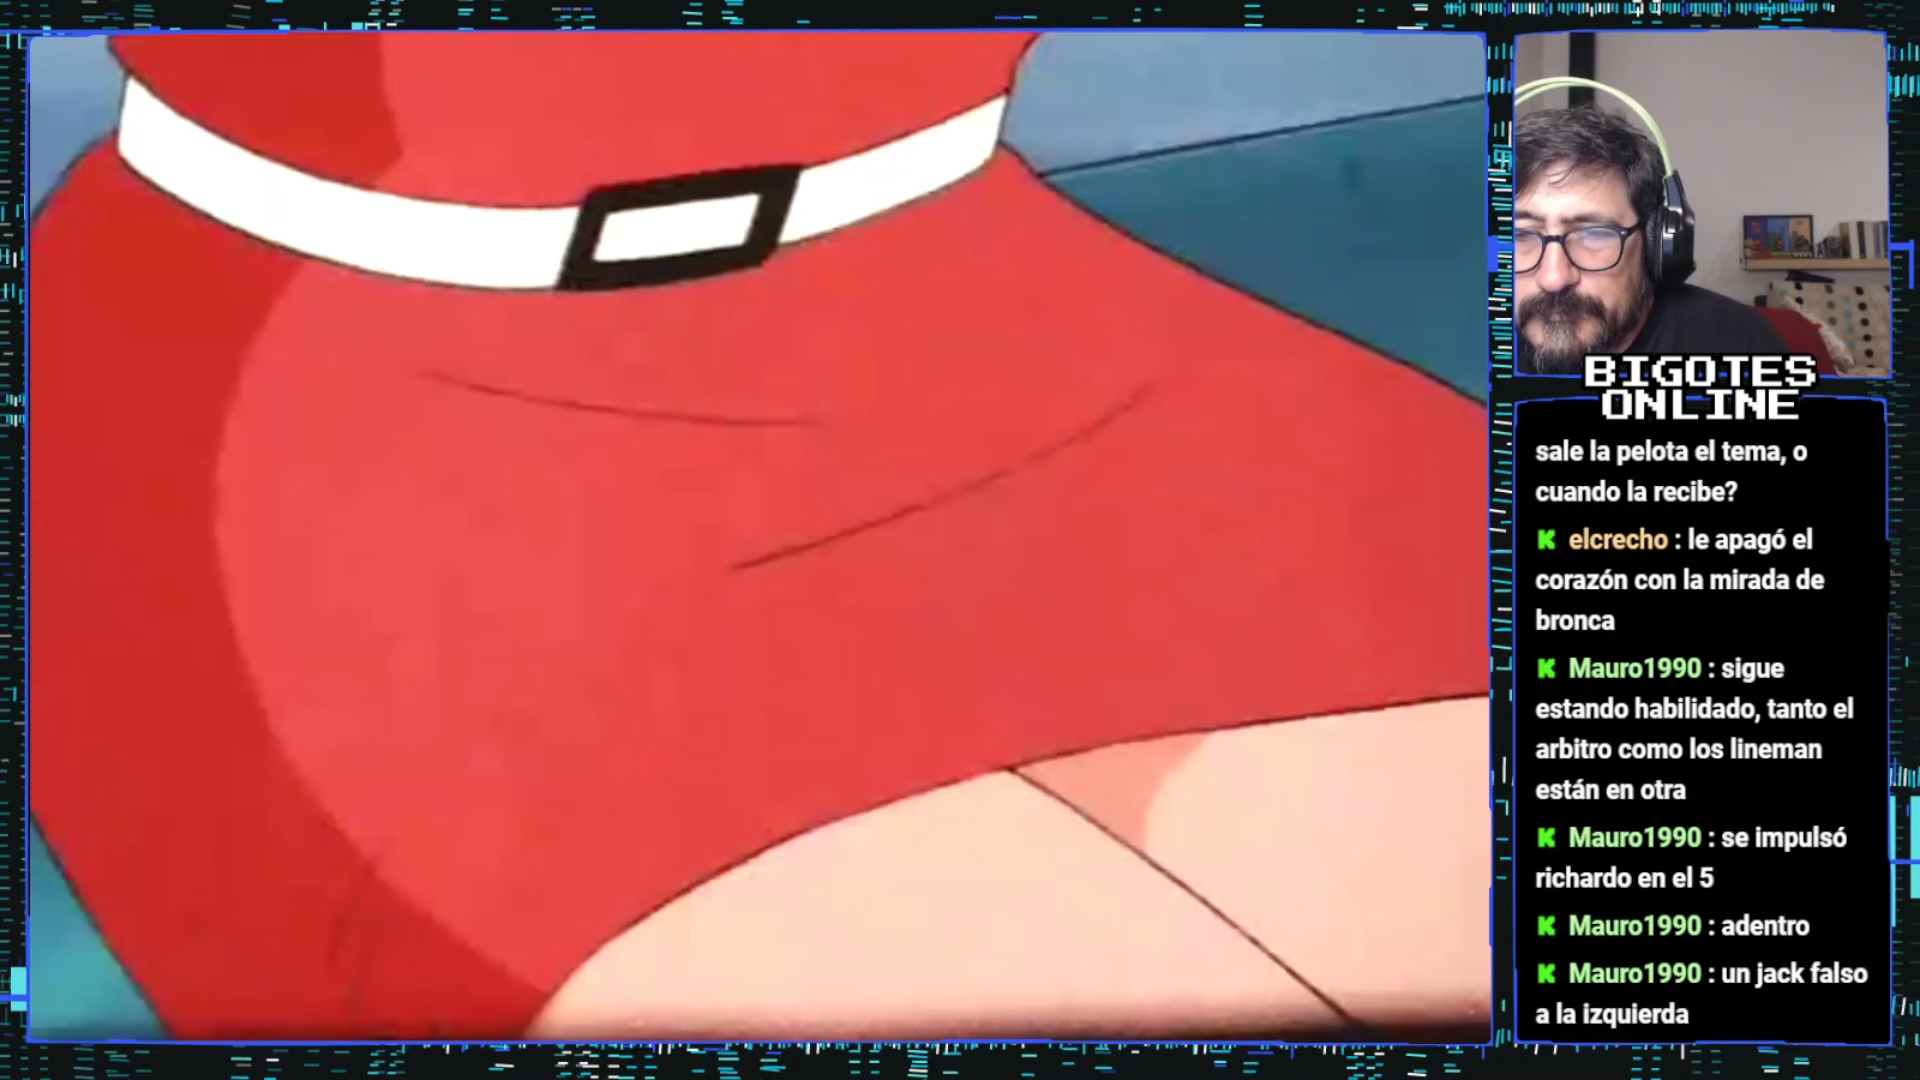 BIGOTES
ONLINE
sale la pelota el tema, o
cuando la recibe?
elcrecho : le apagó el
corazón con la mirada de
bronca
Mauro1990 : sigue
estando habilidado, tanto el
arbitro como los lineman
están en otra
Mauro1990 : se impulsó
richardo en el 5
Mauro1990 : adentro
Mauro1990 : un jack falso
a la izquierda